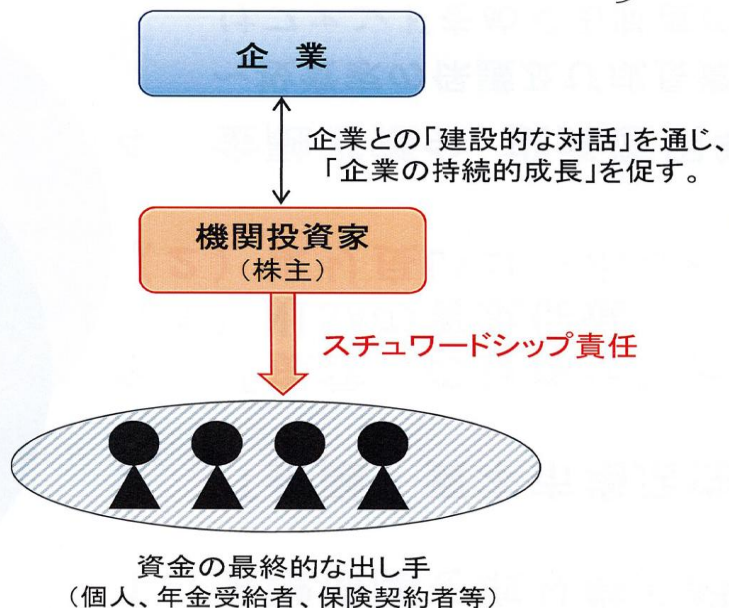 企　業
企業との「建設的な対話」を通じ、
「企業の持続的成長」を促す。
機関投資家
（株主）
スチュワードシップ責任
資金の最終的な出し手
（個人、年金受給者、保険契約者等）